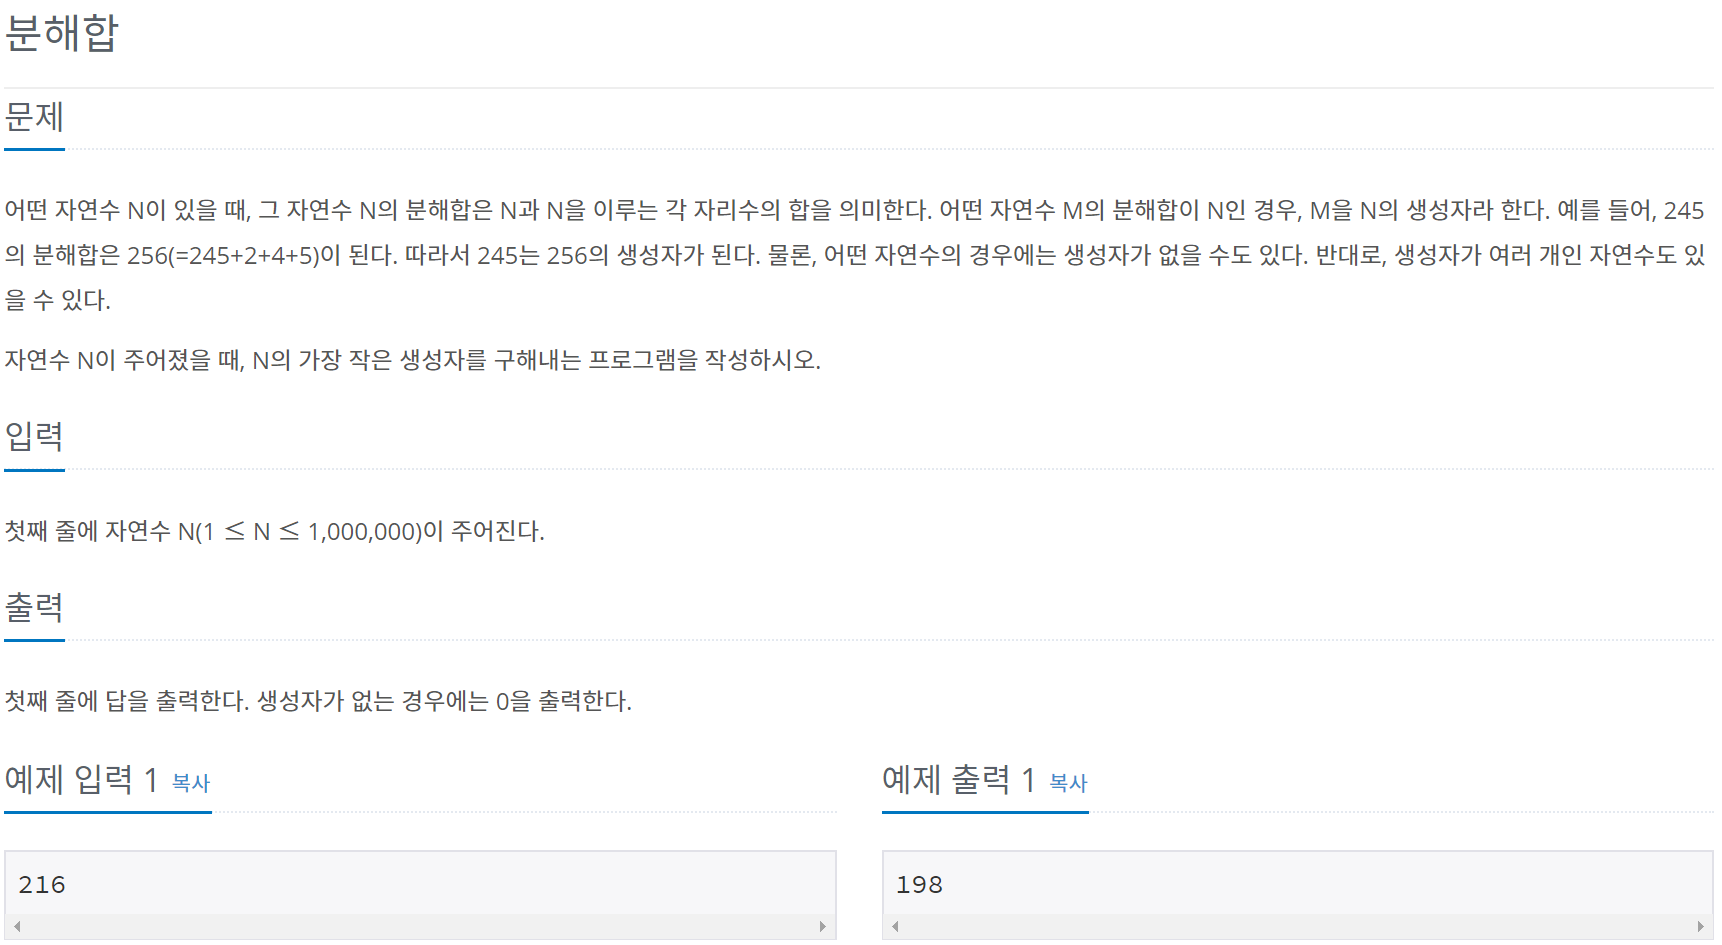 분해합
문제
어떤 자연수 N이 있을 때, 그 자연수 N의 분해합은 N과 N을 이루는 각 자리수의 합을 의미한다. 어떤 자연수 M의 분해합이 N인 경우, M을 N의 생성자라 한다. 예를 들어, 245
의 분해합은 256(=245+2+4+5)이 된다. 따라서 245는 256의 생성자가 된다. 물론, 어떤 자연수의 경우에는 생성자가 없을 수도 있다. 반대로, 생성자가 여러 개인 자연수도 있
을 수 있다.
자연수 N이 주어졌을 때, N의 가장 작은 생성자를 구해내는 프로그램을 작성하시오.
입력
첫째 줄에 자연수 N(1 ≤ N ≤ 1,000,000)이 주어진다.
출력
첫째 줄에 답을 출력한다. 생성자가 없는 경우에는 0을 출력한다.
예제 입력 1 복사
216
예제 출력 1 복사
198